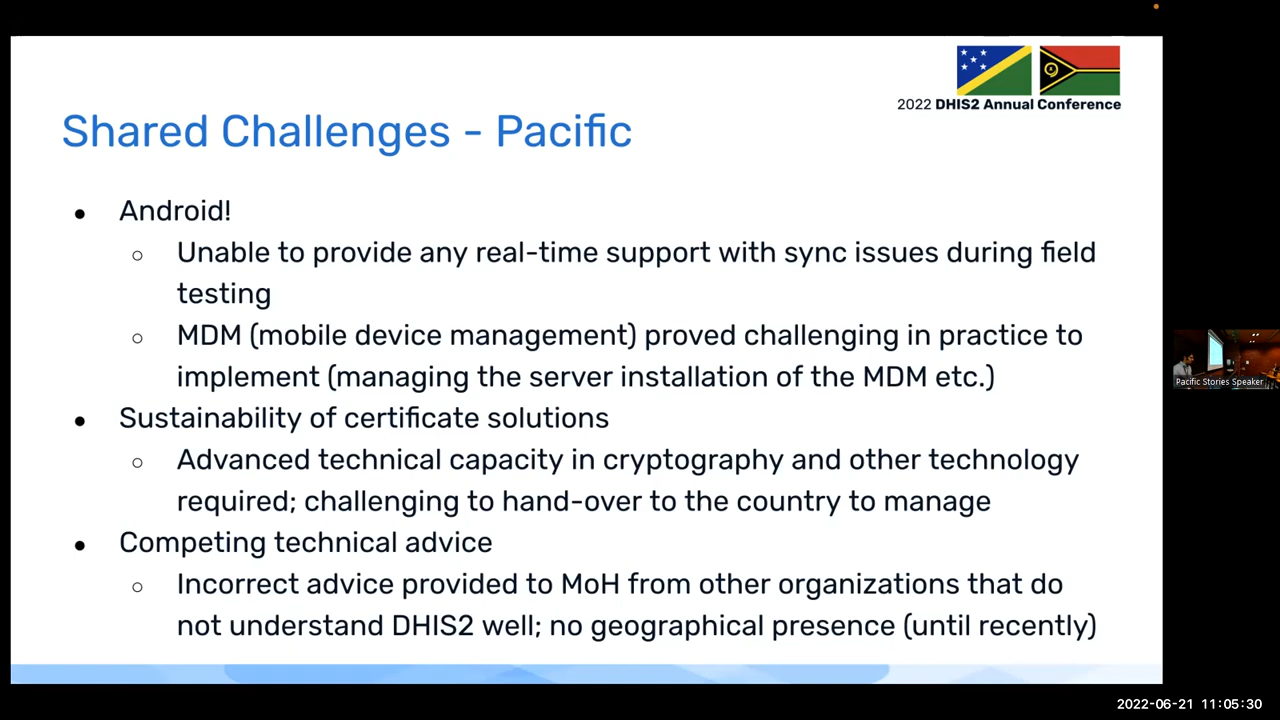 2022 DHIS2 Annual Conference
Shared Challenges - Pacific
● Android!
○ Unable to provide any real-time support with sync issues during field
testing
○ MDM (mobile device management) proved challenging in practice to
implement (managing the server installation of the MDM etc.)
● Sustainability of certificate solutions
○ Advanced technical capacity in cryptography and other technology
required; challenging to hand-over to the country to manage
● Competing technical advice
○ Incorrect advice provided to MoH from other organizations that do
not understand DHIS2 well; no geographical presence (until recently)
Pacific Stories Speaker
2022-06-21 11:05:30